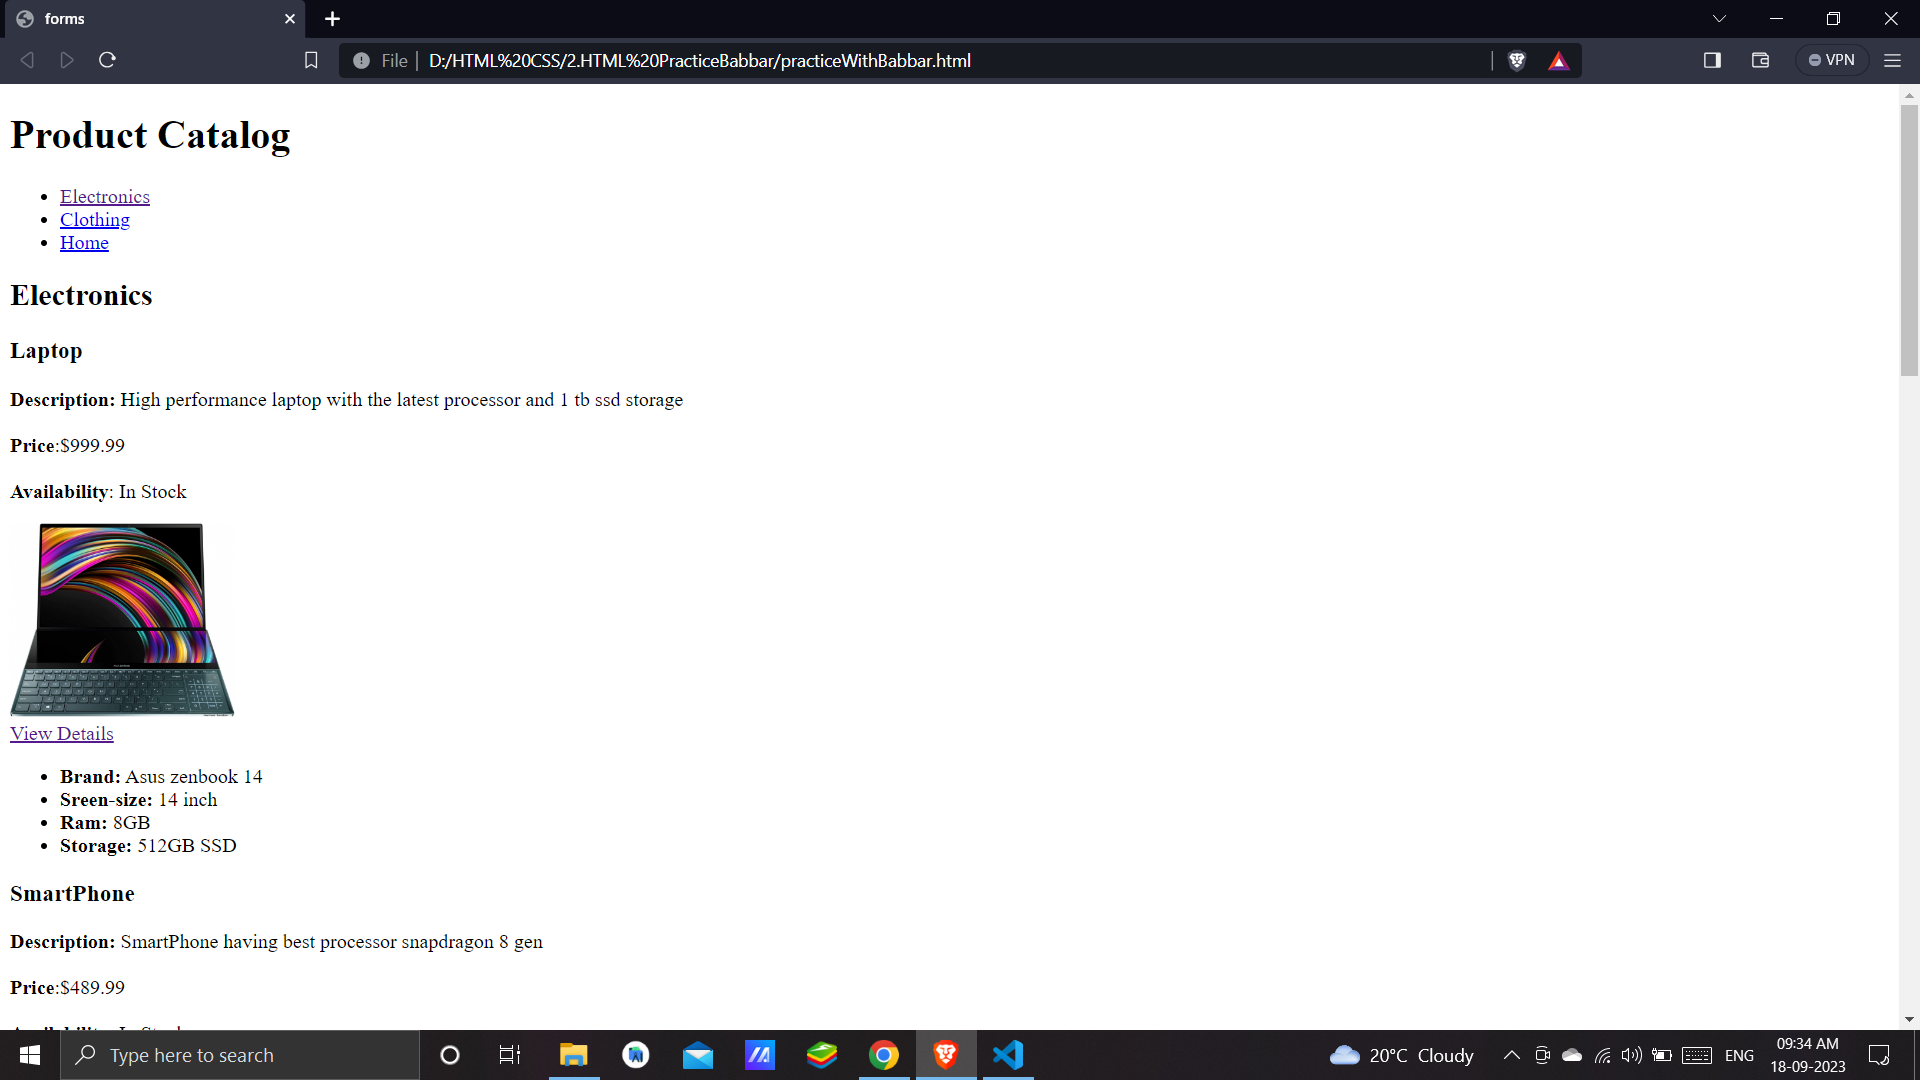 forms
File
D:/HTML%20CSS/2.HTML%20PracticeBabbar/practiceWithBabbar.html
VPN
Product Catalog
Electronics
Clothing
Home
Electronics
Laptop
Description: High performance laptop with the latest processor and 1 tb ssd storage
Price:$999.99
Availability: In Stock
View Details
Brand: Asus zenbook 14
Sreen-size: 14 inch
Ram: 8GB
Storage: 512GB SSD
SmartPhone
Description: SmartPhone having best processor snapdragon 8 gen
Price:$489.99
Type here to search
20°C Cloudy
ENG
09:34 AM
18-09-2023